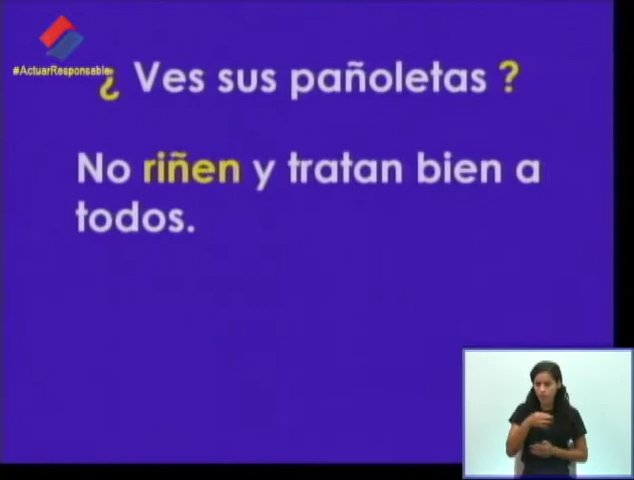 #ActuarResponsable
¿ Ves sus pañoletas ?
No riñen y tratan bien a
todos.